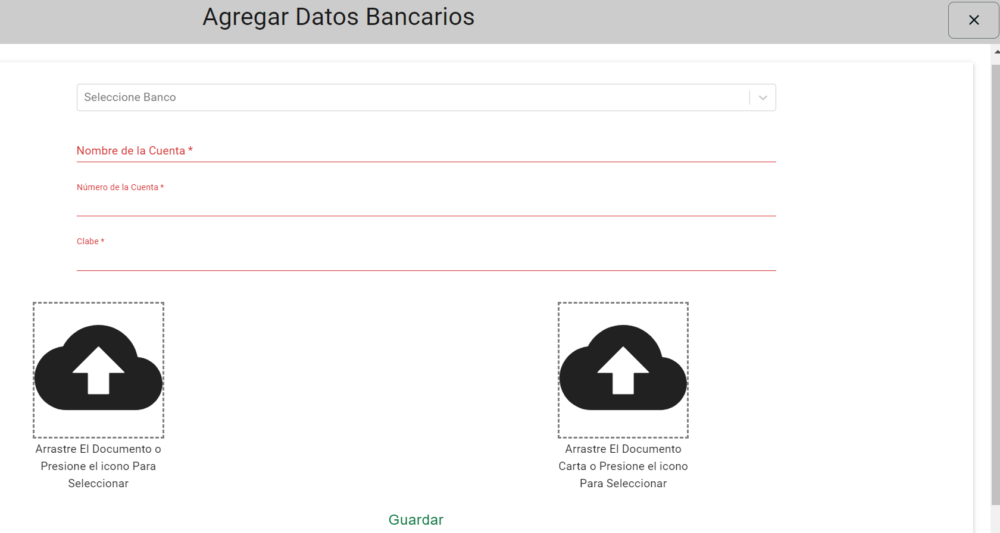 Agregar Datos Bancarios
Seleccione Banco
Nombre de la Cuenta *
Número de la Cuenta *
Clabe *
Arrastre El Documento o
Presione el icono Para
Seleccionar
Arrastre El Documento
Carta o Presione el icono
Para Seleccionar
Guardar